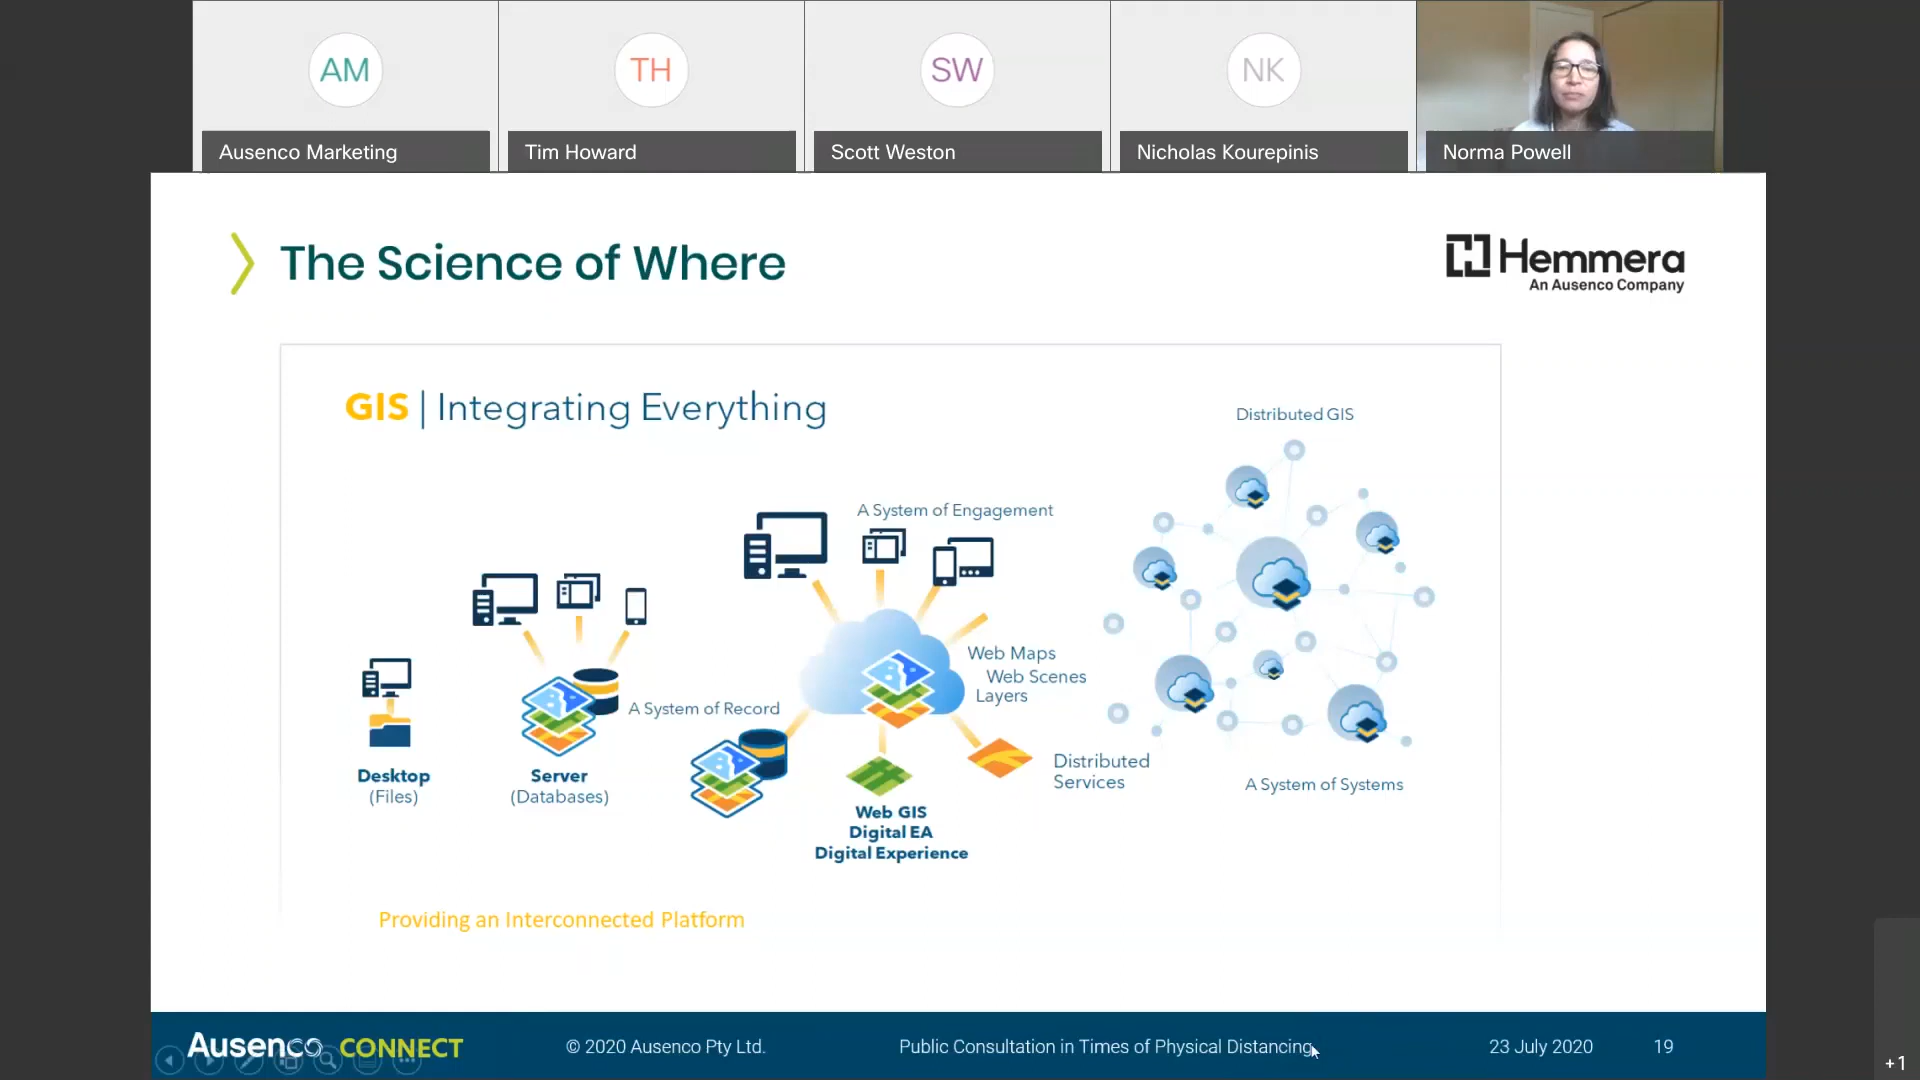 AM
TH
SW
NK
Ausenco Marketing
Tim Howard
Scott Weston
Nicholas Kourepinis
Norma Powell
The Science of Where
Hemmera
An Ausenco Company
GIS | Integrating Everything
Distributed GIS
A System of Engagement
Web Maps
Web Scenes
Layers
A System of Record
Distributed
Services
Desktop
(Files)
Server
(Databases)
A System of Systems
Web GIS
Digital EA
Digital Experience
Providing an Interconnected Platform
Ausenco CONNECT
© 2020 Ausenco Pty Ltd.
Public Consultation in Times of Physical Distancing
23 July 2020
19
+1